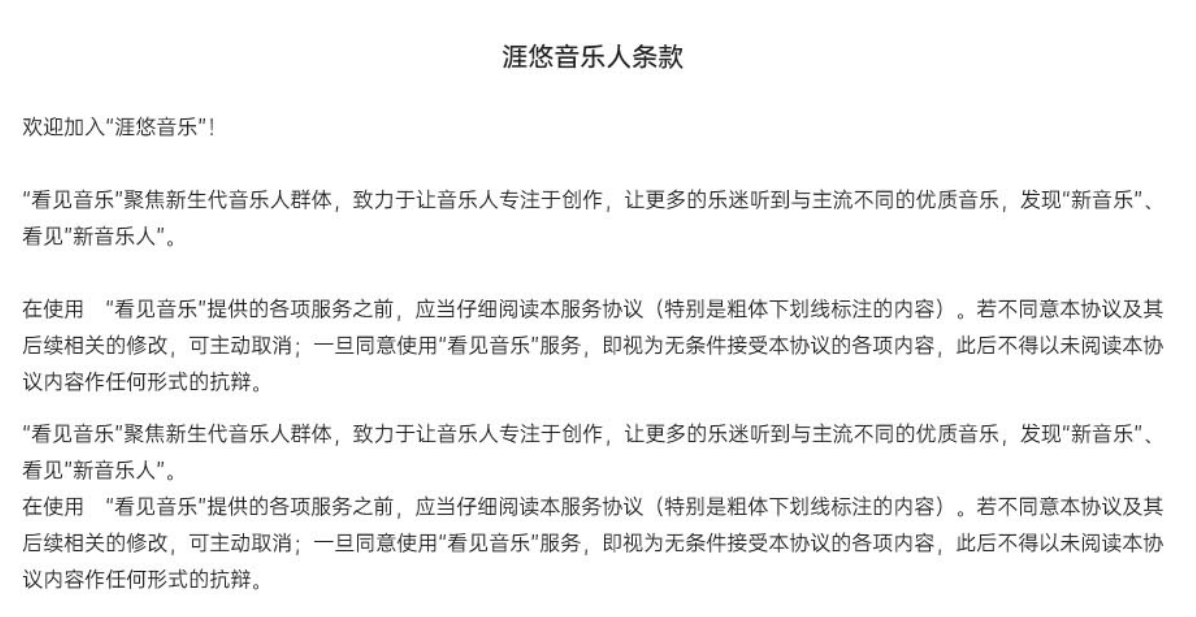 涯悠音乐人条款
欢迎加入“涯悠音乐”！
“看见音乐”聚焦新生代音乐人群体，致力于让音乐人专注于创作，让更多的乐迷听到与主流不同的优质音乐，发现“新音乐”、
看见”新音乐人”。
在使用　“看见音乐”提供的各项服务之前，应当仔细阅读本服务协议（特别是粗体下划线标注的内容）。若不同意本协议及其
后续相关的修改，可主动取消；一旦同意使用“看见音乐”服务，即视为无条件接受本协议的各项内容，此后不得以未阅读本协
议内容作任何形式的抗辩。
“看见音乐”聚焦新生代音乐人群体，致力于让音乐人专注于创作，让更多的乐迷听到与主流不同的优质音乐，发现“新音乐”、
看见”新音乐人”。
在使用　“看见音乐”提供的各项服务之前，应当仔细阅读本服务协议（特别是粗体下划线标注的内容）。若不同意本协议及其
后续相关的修改，可主动取消；一旦同意使用“看见音乐”服务，即视为无条件接受本协议的各项内容，此后不得以未阅读本协
议内容作任何形式的抗辩。